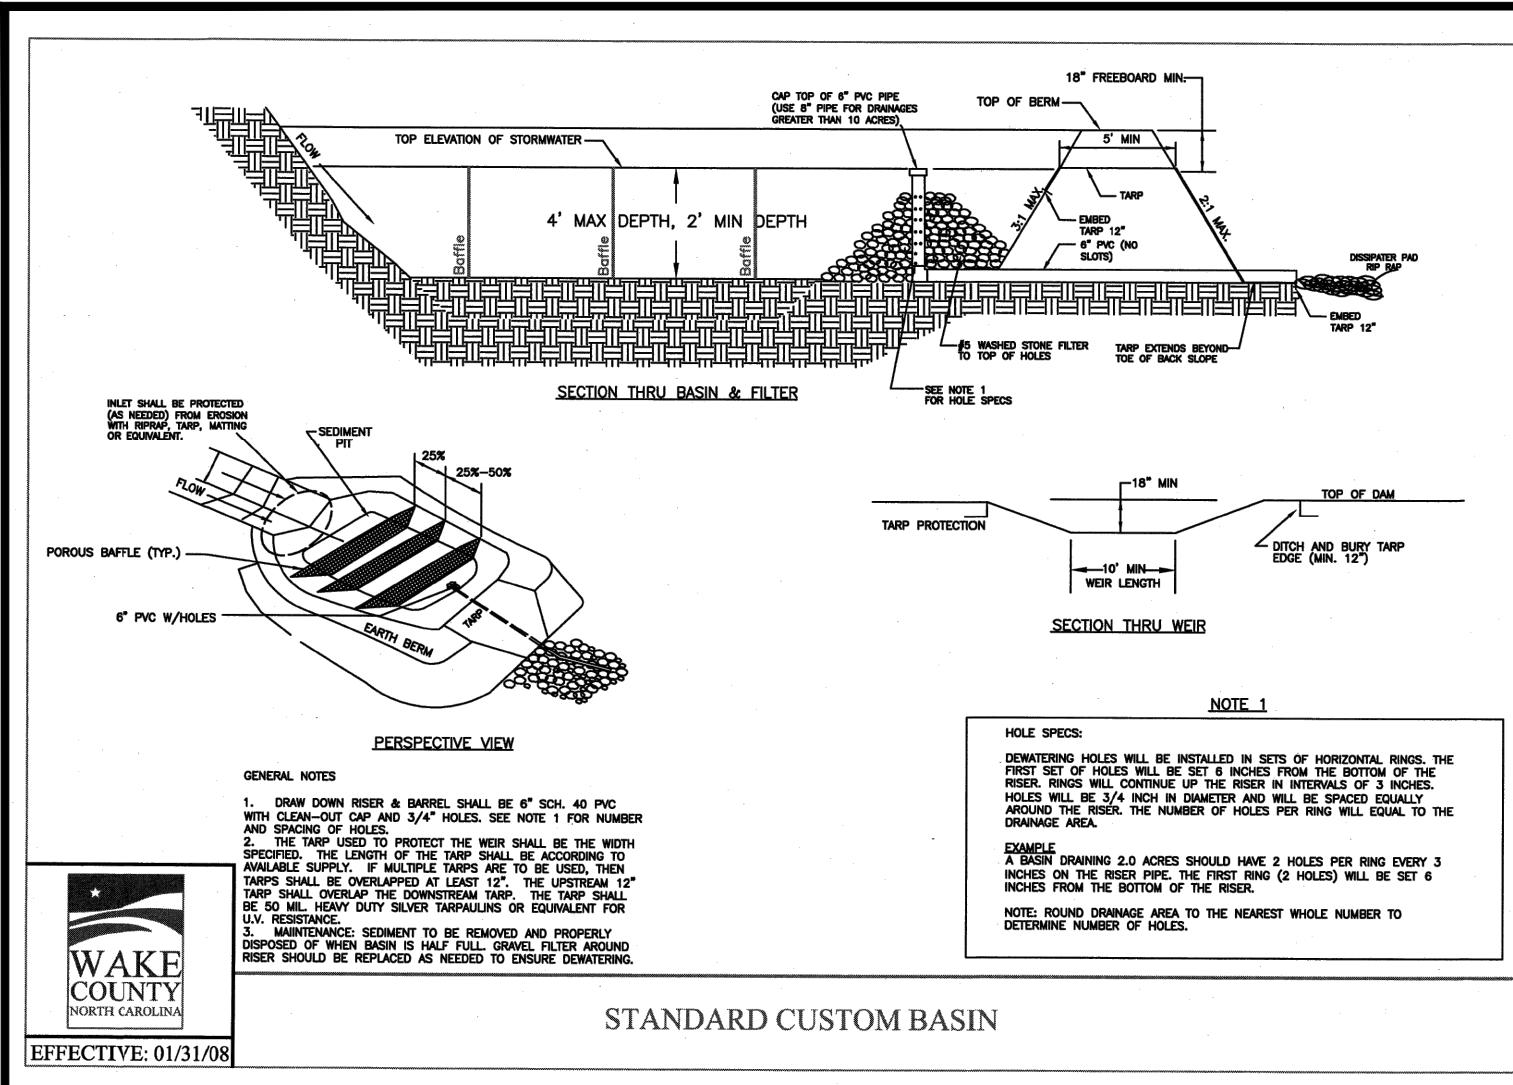 18" FREEBOARD MIN.
CAP TOP OF 6" PVC PIPE
(USE 8" PIPE FOR DRAINAGES
GREATER THAN 10 ACRES)
TOP OF BERM
5' MIN
TOP ELEVATION OF STORMWATER
FLOW
TARP
3:1 MAX.
2:1 MAX.
4' MAX DEPTH, 2' MIN DEPTH
EMBED
TARP 12"
6" PVC (NO
SLOTS)
Baffle
Baffle
Baffle
DISSIPATER PAD
RIP RAP
EMBED
TARP 12"
#5 WASHED STONE FILTER
TO TOP OF HOLES
TARP EXTENDS BEYOND
TOE OF BACK SLOPE
SECTION THRU BASIN & FILTER
SEE NOTE 1
FOR HOLE SPECS
INLET SHALL BE PROTECTED
(AS NEEDED) FROM EROSION
WITH RIPRAP, TARP, MATTING
OR EQUIVALENT.
SEDIMENT
PIT
25%
25%-50%
FLOW
POROUS BAFFLE (TYP.)
6" PVC W/HOLES
EARTH BERM
TARP
PERSPECTIVE VIEW
18" MIN
TOP OF DAM
TARP PROTECTION
DITCH AND BURY TARP
EDGE (MIN. 12")
10' MIN
WEIR LENGTH
SECTION THRU WEIR
NOTE 1
HOLE SPECS:
DEWATERING HOLES WILL BE INSTALLED IN SETS OF HORIZONTAL RINGS. THE
FIRST SET OF HOLES WILL BE SET 6 INCHES FROM THE BOTTOM OF THE
RISER. RINGS WILL CONTINUE UP THE RISER IN INTERVALS OF 3 INCHES.
HOLES WILL BE 3/4 INCH IN DIAMETER AND WILL BE SPACED EQUALLY
AROUND THE RISER. THE NUMBER OF HOLES PER RING WILL EQUAL TO THE
DRAINAGE AREA.
EXAMPLE
A BASIN DRAINING 2.0 ACRES SHOULD HAVE 2 HOLES PER RING EVERY 3
INCHES ON THE RISER PIPE. THE FIRST RING (2 HOLES) WILL BE SET 6
INCHES FROM THE BOTTOM OF THE RISER.
NOTE: ROUND DRAINAGE AREA TO THE NEAREST WHOLE NUMBER TO
DETERMINE NUMBER OF HOLES.
GENERAL NOTES
1. DRAW DOWN RISER & BARREL SHALL BE 6" SCH. 40 PVC
WITH CLEAN-OUT CAP AND 3/4" HOLES. SEE NOTE 1 FOR NUMBER
AND SPACING OF HOLES.
2. THE TARP USED TO PROTECT THE WEIR SHALL BE THE WIDTH
SPECIFIED. THE LENGTH OF THE TARP SHALL BE ACCORDING TO
AVAILABLE SUPPLY. IF MULTIPLE TARPS ARE TO BE USED, THEN
TARPS SHALL BE OVERLAPPED AT LEAST 12". THE UPSTREAM 12"
TARP SHALL OVERLAP THE DOWNSTREAM TARP. THE TARP SHALL
BE 50 MIL. HEAVY DUTY SILVER TARPAULINS OR EQUIVALENT FOR
U.V. RESISTANCE.
3. MAIINTENANCE: SEDIMENT TO BE REMOVED AND PROPERLY
DISPOSED OF WHEN BASIN IS HALF FULL. GRAVEL FILTER AROUND
RISER SHOULD BE REPLACED AS NEEDED TO ENSURE DEWATERING.
WAKE
COUNTY
NORTH CAROLINA
EFFECTIVE: 01/31/08
STANDARD CUSTOM BASIN